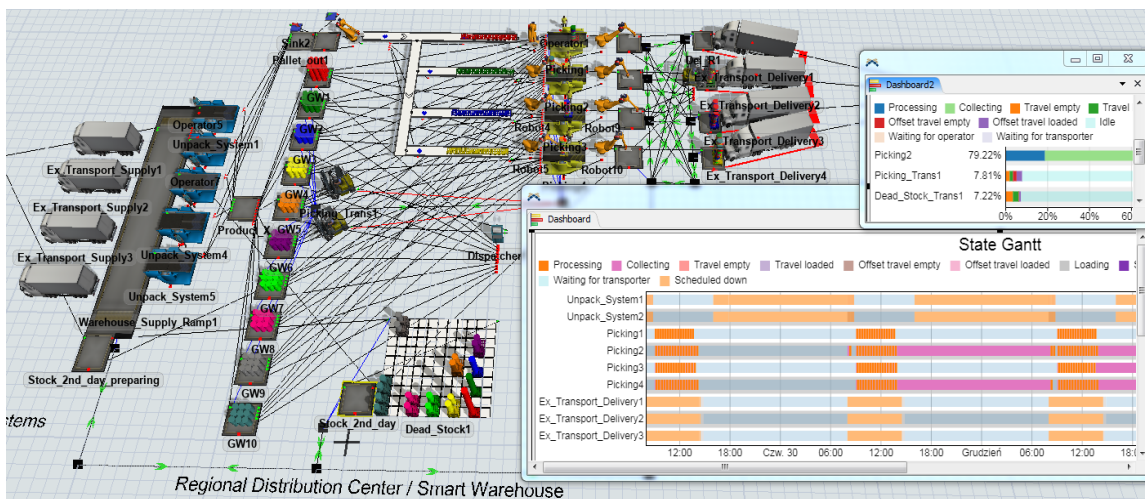 Sink2
Pallet_out1
GW1
GW2
GW3
GW4
GW5
GW6
GW7
GW8
GW9
GW10
Operator5
Unpack_System1
Operator7
Unpack_System4
Unpack_System5
Ex_Transport_Supply1
Ex_Transport_Supply2
Ex_Transport_Supply3
Warehouse_Supply_Ramp1
Stock_2nd_day_preparing
Product_X
Picking_Trans1
Dispatcher
Stock_2nd_day
Dead_Stock1
Operator1
Picking1
Picking2
Robot4
Picking3
Robot5
Robot9
Robot10
Del_R1
Ex_Transport_Delivery1
Ex_Transport_Delivery2
Ex_Transport_Delivery3
Ex_Transport_Delivery4
Regional Distribution Center / Smart Warehouse
Dashboard2
Processing Collecting Travel empty Travel
Offset travel empty Offset travel loaded Idle
Waiting for operator Waiting for transporter
Picking2 79.22%
Picking_Trans1 7.81%
Dead_Stock_Trans1 7.22%
0% 20% 40% 60
Dashboard
State Gantt
Processing Collecting Travel empty Travel loaded Offset travel empty Offset travel loaded Loading
Waiting for transporter Scheduled down
Unpack_System1
Unpack_System2
Picking1
Picking2
Picking3
Picking4
Ex_Transport_Delivery1
Ex_Transport_Delivery2
Ex_Transport_Delivery3
12:00 18:00 Czw. 30 06:00 12:00 18:00 Grudzień 06:00 12:00 18:0